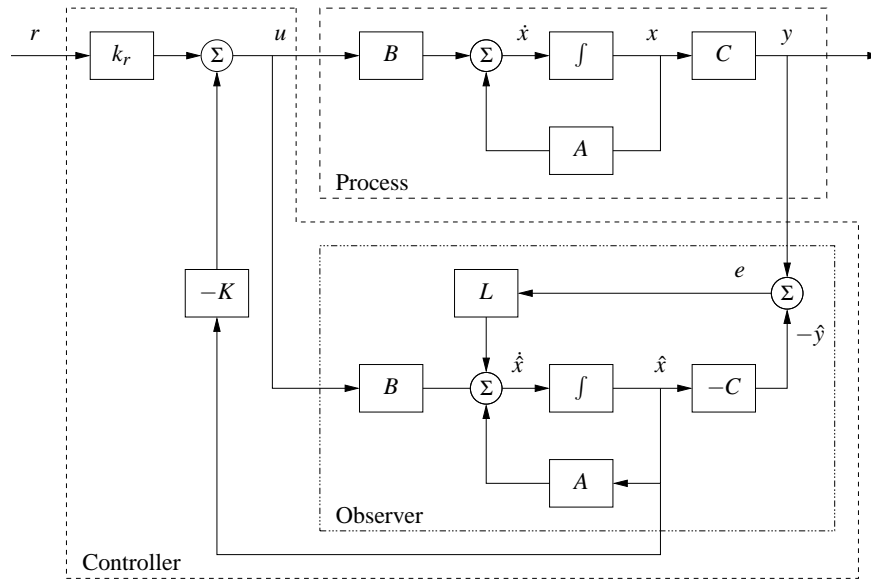 r
k_r
Σ
u
B
Σ
ẋ
∫
x
C
y
A
Process
−K
L
e
Σ
−ŷ
B
Σ
x̂̇
∫
x̂
−C
A
Observer
Controller